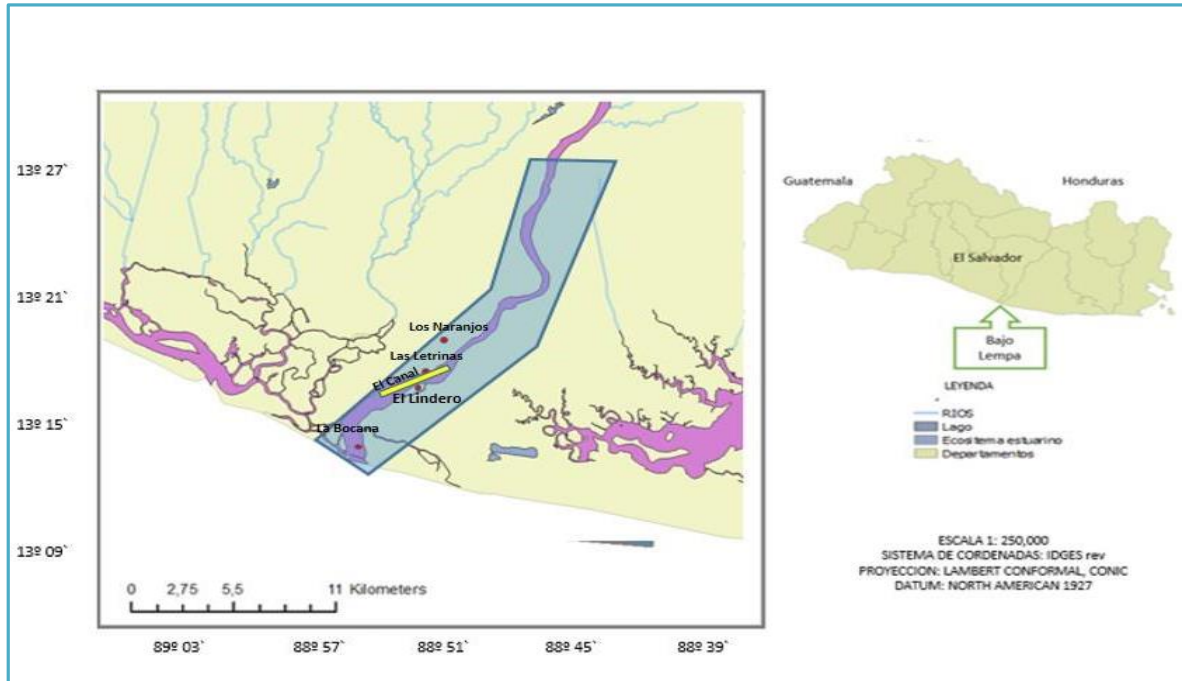 13º 27`
13º 21`
13º 15`
13º 09`
Los Naranjos
Las Letrinas
El Canal
El Lindero
La Bocana
0 2,75 5,5 11 Kilometers
89º 03` 88º 57` 88º 51` 88º 45` 88º 39`
Guatemala Honduras
El Salvador
Bajo
Lempa
LEYENDA
RIOS
Lago
Ecositema estuarino
Departamentos
ESCALA 1: 250,000
SISTEMA DE CORDENADAS: IDGES rev
PROYECCION: LAMBERT CONFORMAL, CONIC
DATUM: NORTH AMERICAN 1927